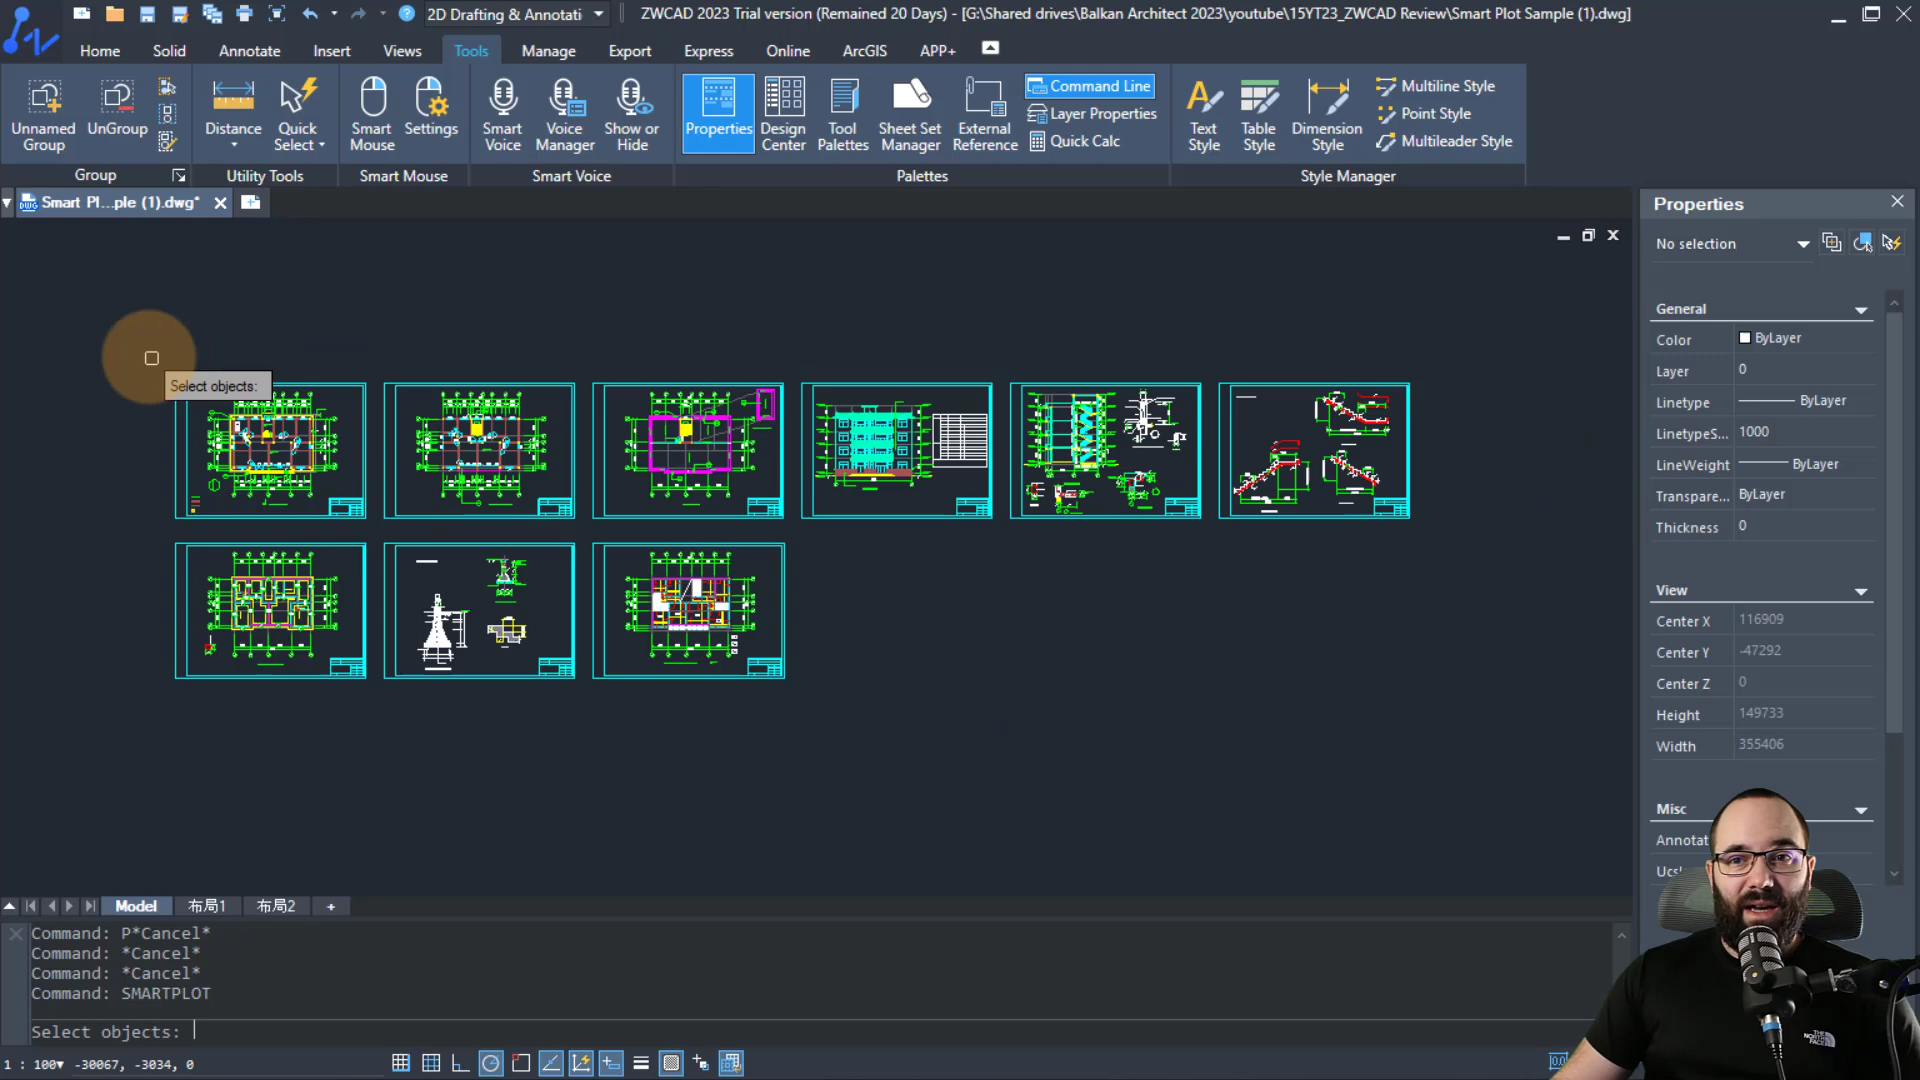 2D Drafting & Annotati
ZWCAD 2023 Trial version (Remained 20 Days) - [G:\Shared drives\Balkan Architect 2023\youtube\15YT23_ZWCAD Review\Smart Plot Sample (1).dwg]
Home Solid Annotate Insert Views Tools Manage Export Express Online ArcGIS APP+
Unnamed Group
UnGroup
Distance
Quick Select
Smart Mouse
Settings
Smart Voice
Voice Manager
Show or Hide
Properties
Design Center
Tool Palettes
Sheet Set Manager
External Reference
Command Line
Layer Properties
Quick Calc
Text Style
Table Style
Dimension Style
Multiline Style
Point Style
Multileader Style
Group Utility Tools Smart Mouse Smart Voice Palettes Style Manager
Smart Pl...ple (1).dwg*
Properties
No selection
General
Color ByLayer
Layer 0
Linetype ByLayer
LinetypeS... 1000
LineWeight ByLayer
Transpare... ByLayer
Thickness 0
View
Center X 116909
Center Y -47292
Center Z 0
Height 149733
Width 355406
Misc
Annotat
Ucs
Select objects:
Model 布局1 布局2 +
Command: P*Cancel*
Command: *Cancel*
Command: *Cancel*
Command: SMARTPLOT
Select objects:
1 : 100 -30067, -3034, 0
THE
NORTH
FACE